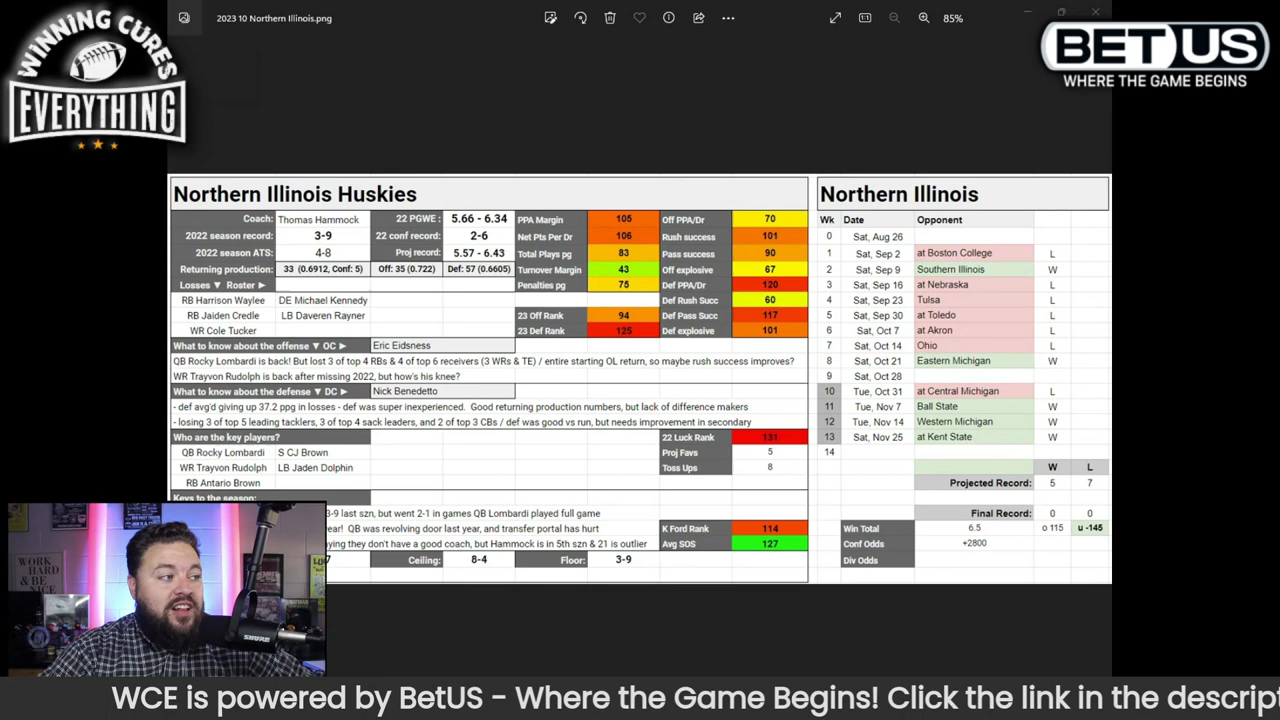 2023 10 Northern Illinois.png
85%
WINNING CURES
EVERYTHING
BETUS
WHERE THE GAME BEGINS
Northern Illinois Huskies
Coach: Thomas Hammock 22 PGWE : 5.66 - 6.34 PPA Margin 105 Off PPA/Dr 70
2022 season record: 3-9 22 conf record: 2-6 Net Pts Per Dr 106 Rush success 101
2022 season ATS: 4-8 Proj record: 5.57 - 6.43 Total Plays pg 83 Pass success 90
Returning production: 33 (0.6912, Conf: 5) Off: 35 (0.722) Def: 57 (0.6605) Turnover Margin 43 Off explosive 67
Losses ▼ Roster ► Penalties pg 75 Def PPA/Dr 120
RB Harrison Waylee DE Michael Kennedy Def Rush Succ 60
RB Jaiden Credle LB Daveren Rayner 23 Off Rank 94 Def Pass Succ 117
WR Cole Tucker 23 Def Rank 125 Def explosive 101
What to know about the offense ▼ OC ► Eric Eidsness
QB Rocky Lombardi is back! But lost 3 of top 4 RBs & 4 of top 6 receivers (3 WRs & TE) / entire starting OL return, so maybe rush success improves?
WR Trayvon Rudolph is back after missing 2022, but how's his knee?
What to know about the defense ▼ DC ► Nick Benedetto
- def avg'd giving up 37.2 ppg in losses - def was super inexperienced. Good returning production numbers, but lack of difference makers
- losing 3 of top 5 leading tacklers, 3 of top 4 sack leaders, and 2 of top 3 CBs / def was good vs run, but needs improvement in secondary
Who are the key players? 22 Luck Rank 131
QB Rocky Lombardi S CJ Brown Proj Favs 5
WR Trayvon Rudolph LB Jaden Dolphin Toss Ups 8
RB Antario Brown
Keys to the season:
3-9 last szn, but went 2-1 in games QB Lombardi played full game
year! QB was revolving door last year, and transfer portal has hurt K Ford Rank 114
aying they don't have a good coach, but Hammock is in 5th szn & 21 is outlier Avg SOS 127
7 Ceiling: 8-4 Floor: 3-9
Northern Illinois
Wk Date Opponent
0 Sat, Aug 26
1 Sat, Sep 2 at Boston College L
2 Sat, Sep 9 Southern Illinois W
3 Sat, Sep 16 at Nebraska L
4 Sat, Sep 23 Tulsa L
5 Sat, Sep 30 at Toledo L
6 Sat, Oct 7 at Akron L
7 Sat, Oct 14 Ohio L
8 Sat, Oct 21 Eastern Michigan W
9 Sat, Oct 28
10 Tue, Oct 31 at Central Michigan L
11 Tue, Nov 7 Ball State W
12 Tue, Nov 14 Western Michigan W
13 Sat, Nov 25 at Kent State W
14
W L
Projected Record: 5 7
Final Record: 0 0
Win Total 6.5 o 115 u -145
Conf Odds +2800
Div Odds
WORK HARD & BE NICE
SHURE
WCE is powered by BetUS - Where the Game Begins! Click the link in the descrip